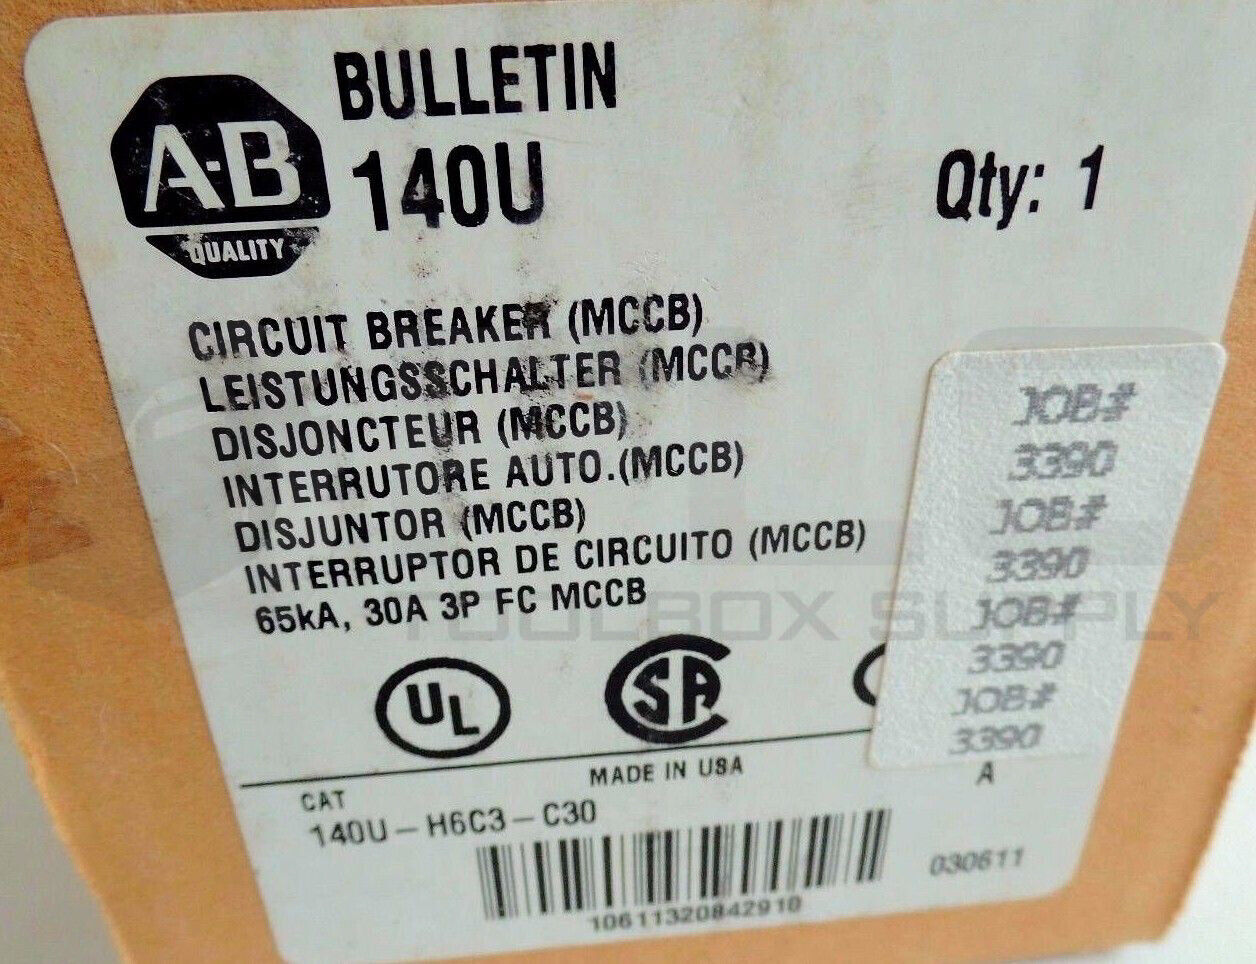 BULLETIN
140U
A-B
QUALITY
Qty: 1
CIRCUIT BREAKER (MCCB)
LEISTUNGSSCHALTER (MCCB)
DISJONCTEUR (MCCB)
INTERRUTORE AUTO.(MCCB)
DISJUNTOR (MCCB)
INTERRUPTOR DE CIRCUITO (MCCB)
65kA, 30A 3P FC MCCB
JOB#
3390
JOB#
3390
JOB#
3390
JOB#
3390
TOOLBOX SUPPLY
UL
SA
MADE IN USA
A
CAT
140U-H6C3-C30
030611
10611320842910